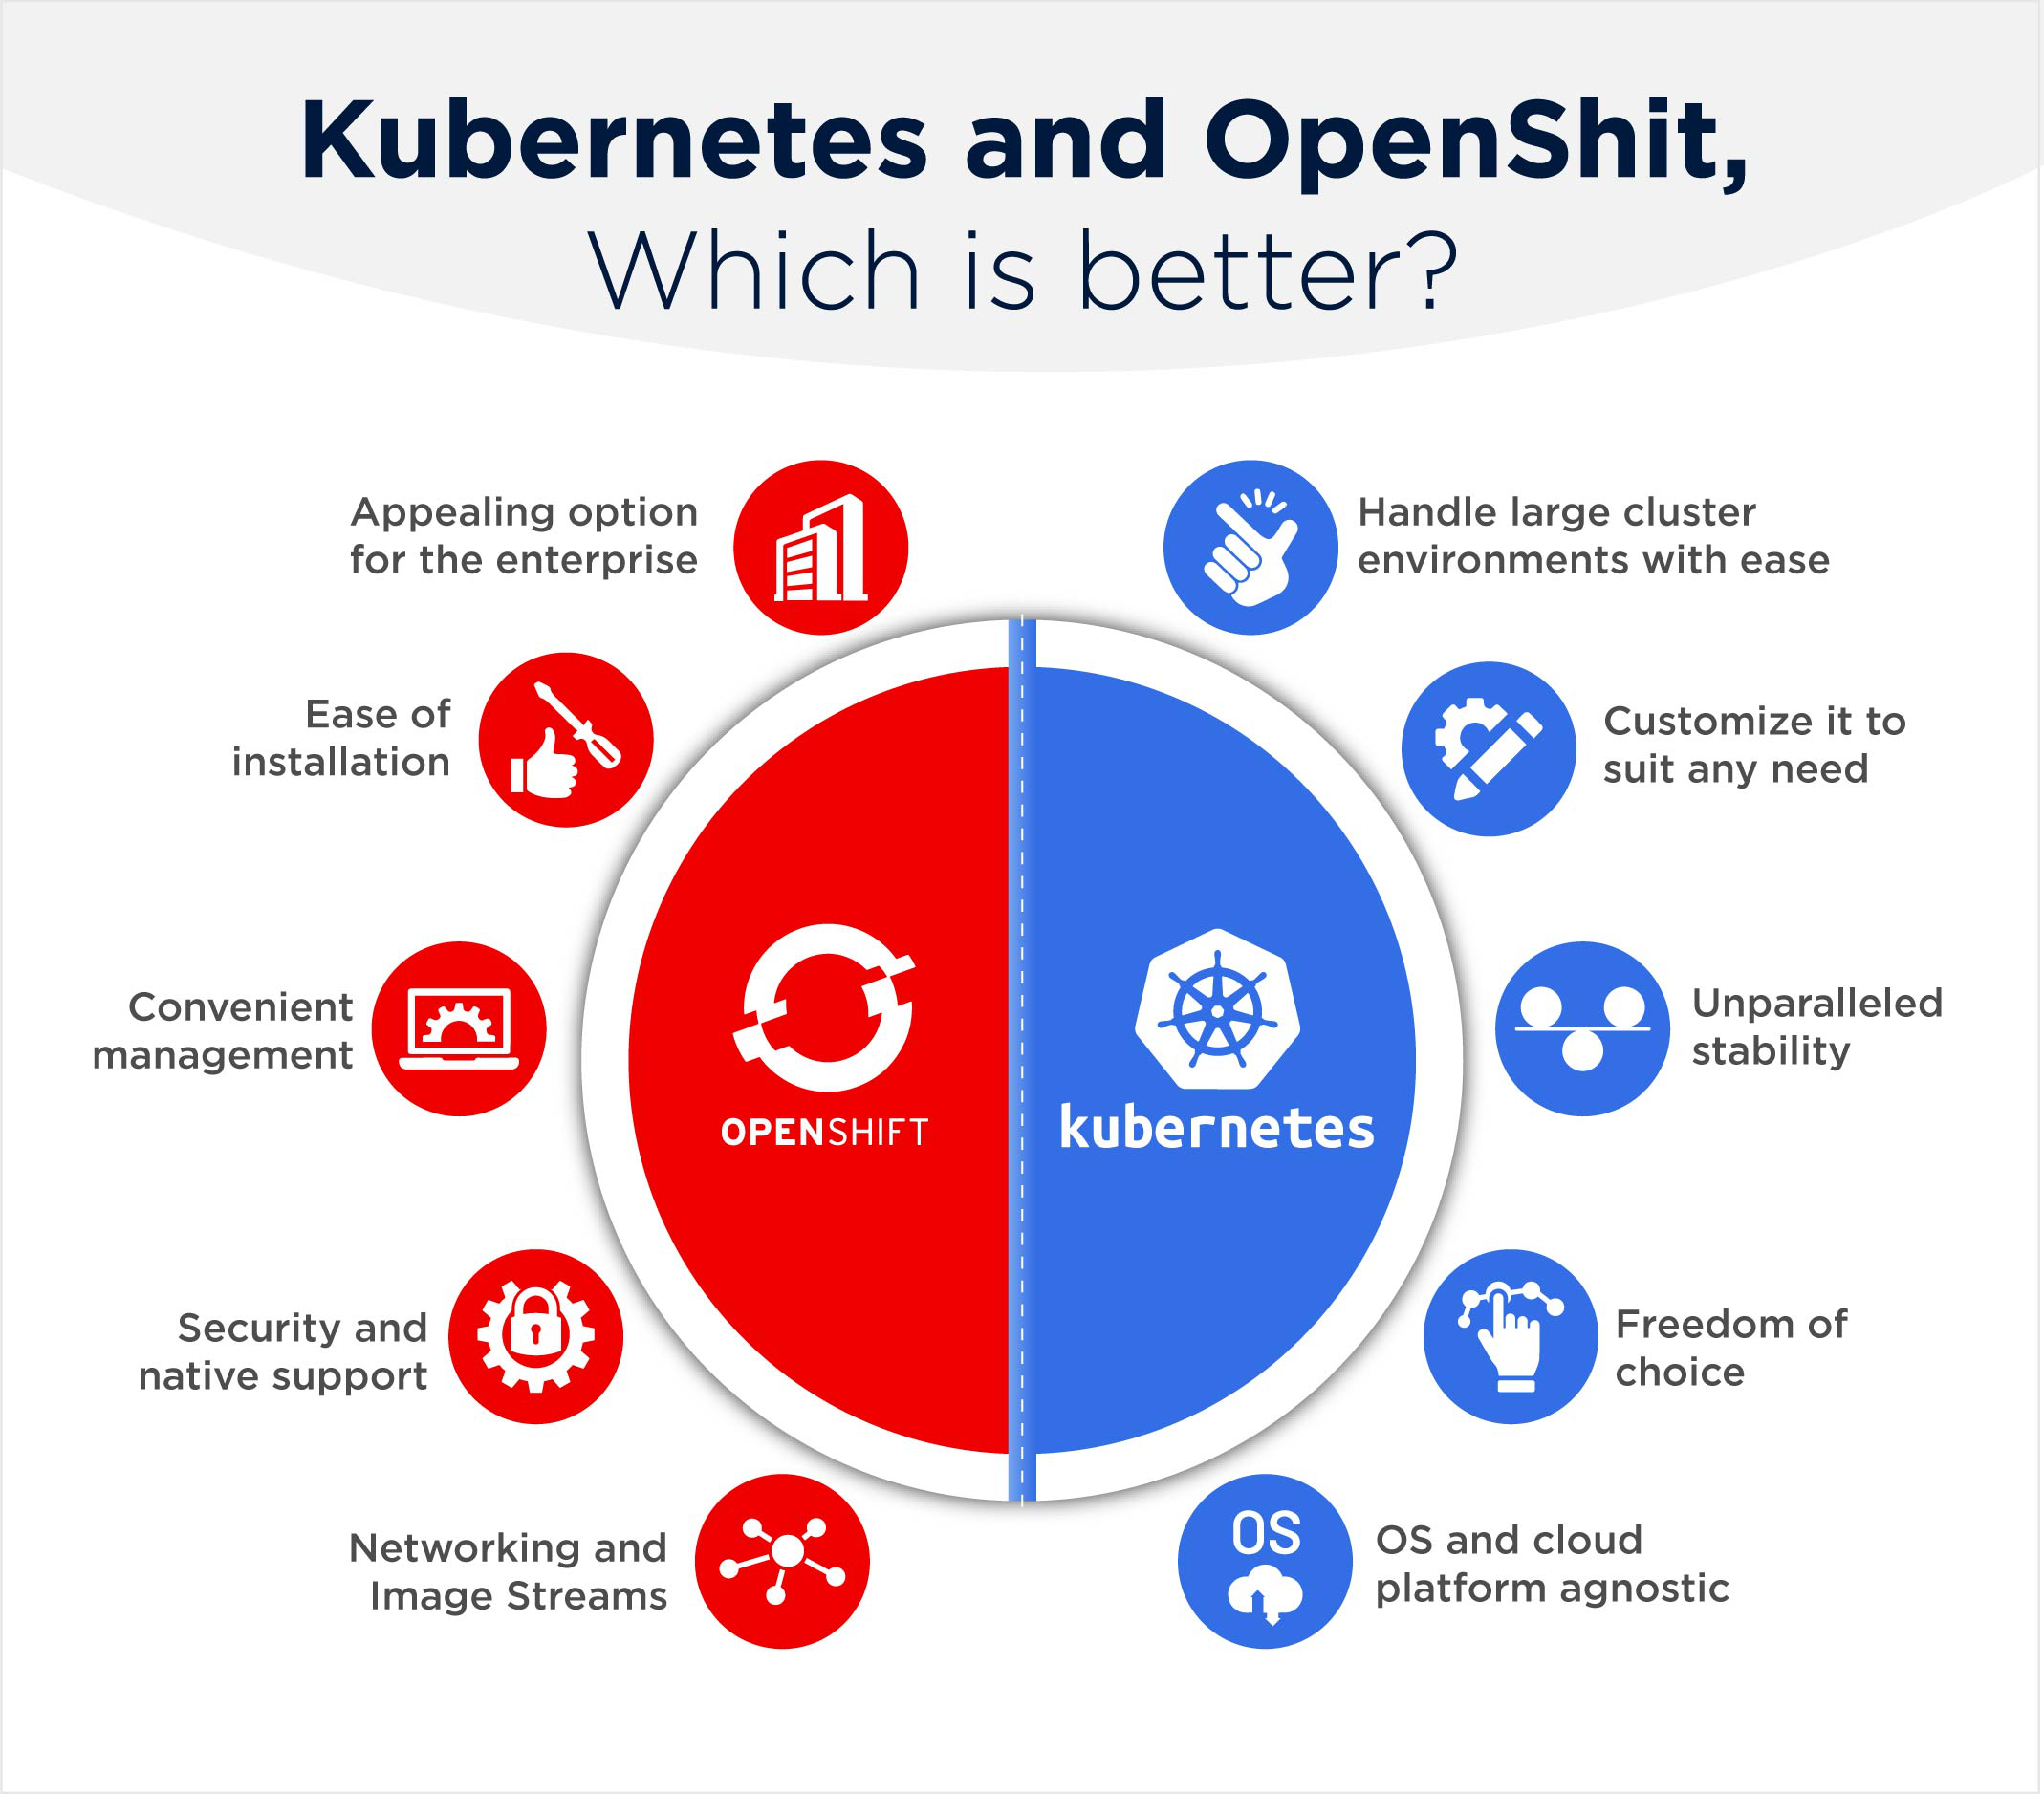 Kubernetes and OpenShit,
Which is better?
Appealing option
for the enterprise
Ease of
installation
Convenient
management
Security and
native support
Networking and
Image Streams
OPENSHIFT
kubernetes
Handle large cluster
environments with ease
Customize it to
suit any need
Unparalleled
stability
Freedom of
choice
OS
OS and cloud
platform agnostic